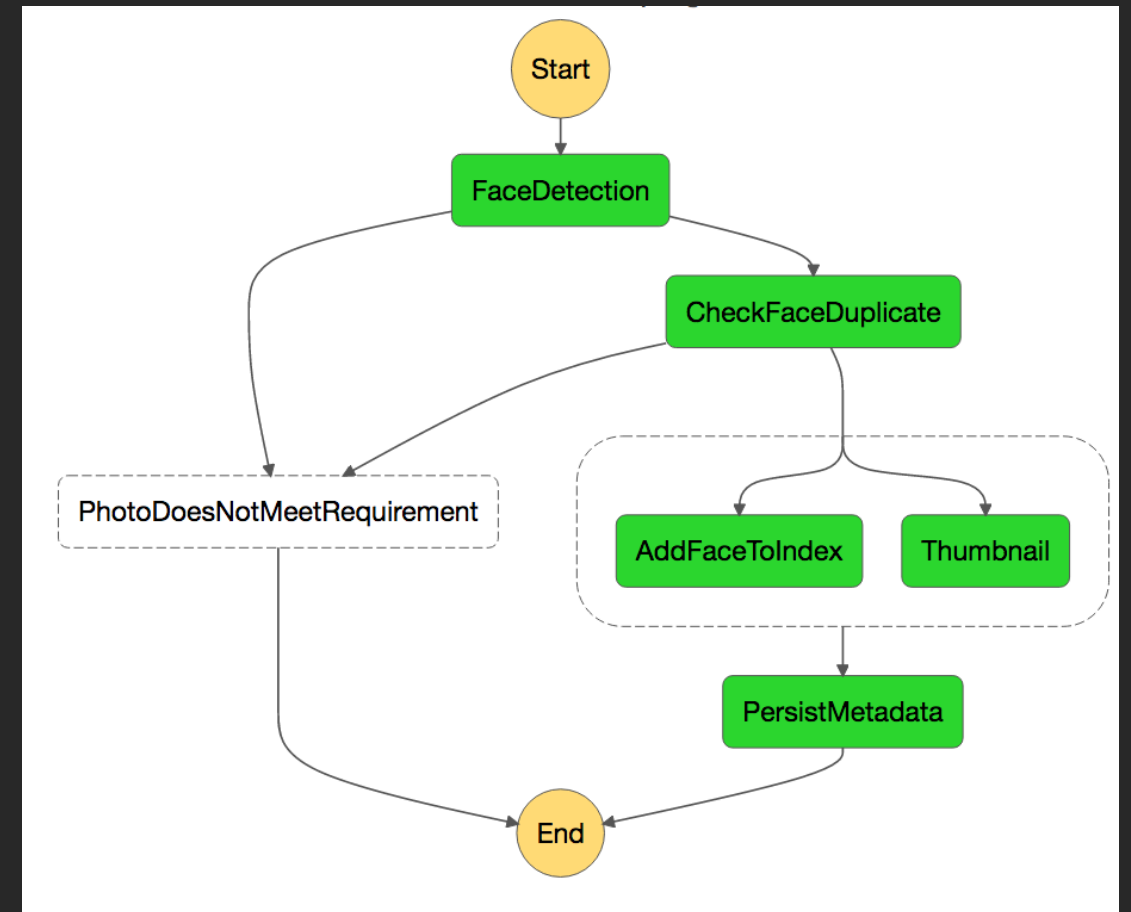 Start
FaceDetection
CheckFaceDuplicate
PhotoDoesNotMeetRequirement
AddFaceToIndex
Thumbnail
PersistMetadata
End